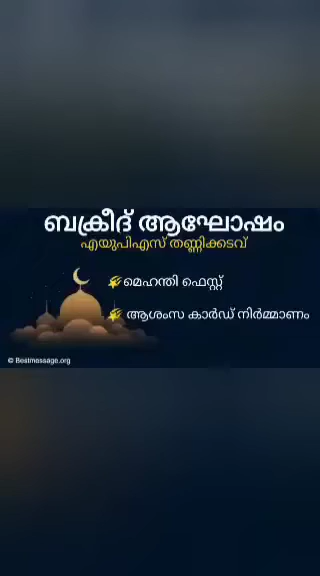 ബക്രീദ് ആഘോഷം
എയുപിഎസ് തണ്ണിക്കടവ്
മെഹന്തി ഫെസ്റ്റ്
ആശംസ കാർഡ് നിർമ്മാണം
© Bestmessage.org